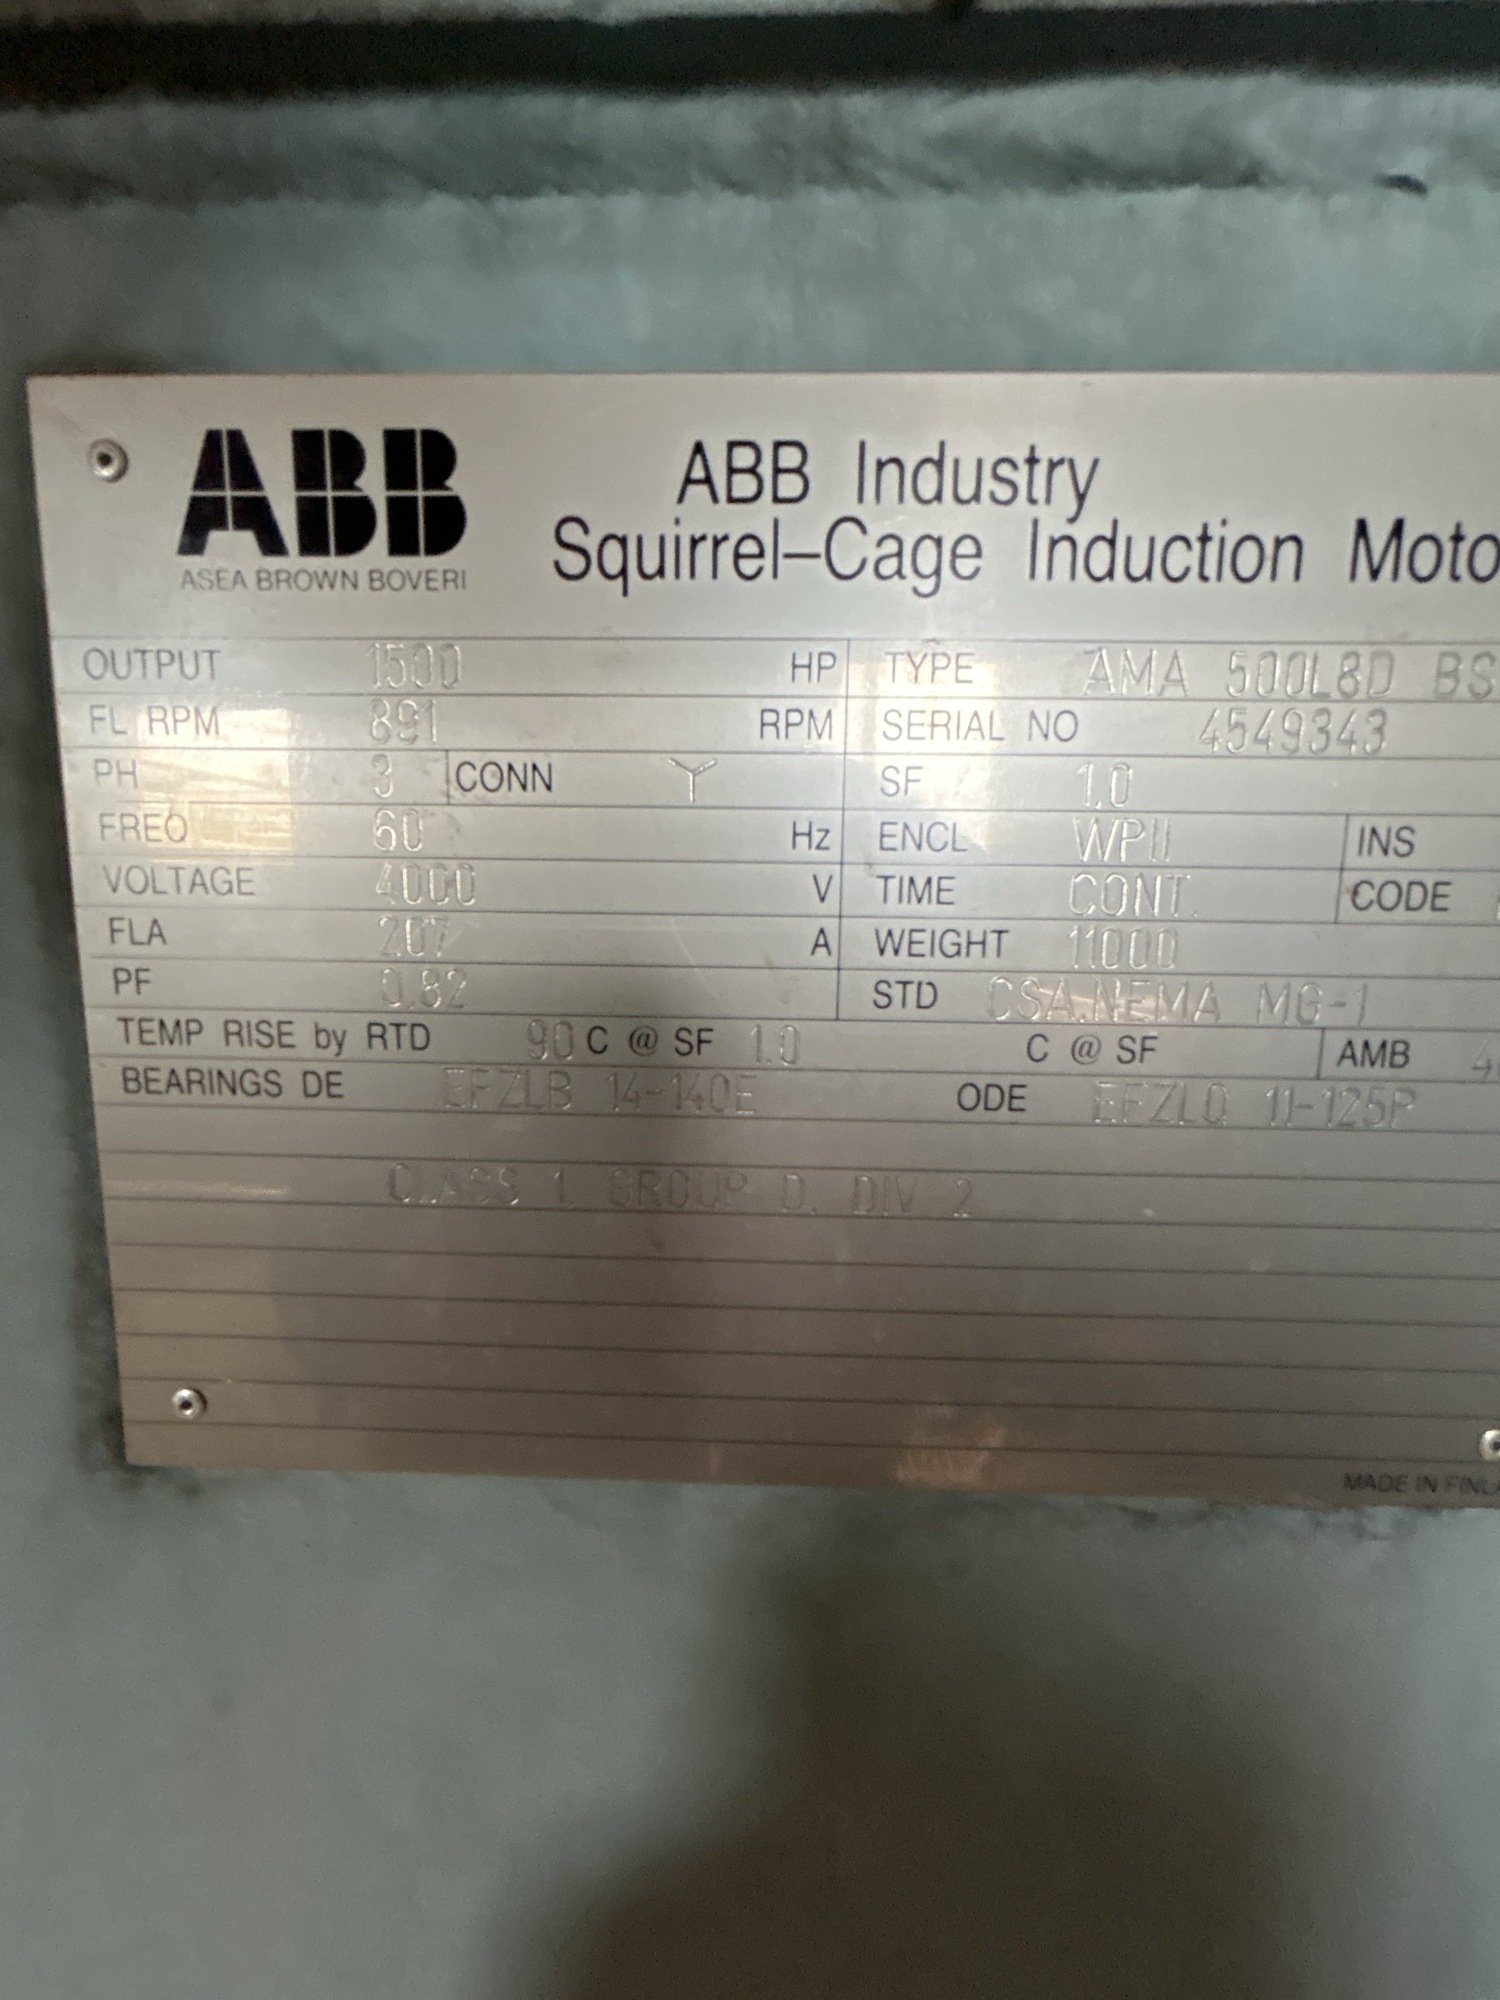 ABB
ASEA BROWN BOVERI
ABB Industry
Squirrel-Cage Induction Moto
OUTPUT 1500 HP TYPE AMA 500L8D BS
FL RPM 891 RPM SERIAL NO 4549343
PH 3 CONN Y SF 1.0
FREQ 60 Hz ENCL WPII INS
VOLTAGE 4000 V TIME CONT. CODE
FLA 207 A WEIGHT 11000
PF 0.82 STD CSA.NEMA MG-1
TEMP RISE by RTD 90 C @ SF 1.0 C @ SF AMB 4
BEARINGS DE EFZLB 14-140E ODE EFZLQ 11-125P
CLASS 1, GROUP D, DIV 2
MADE IN FINL